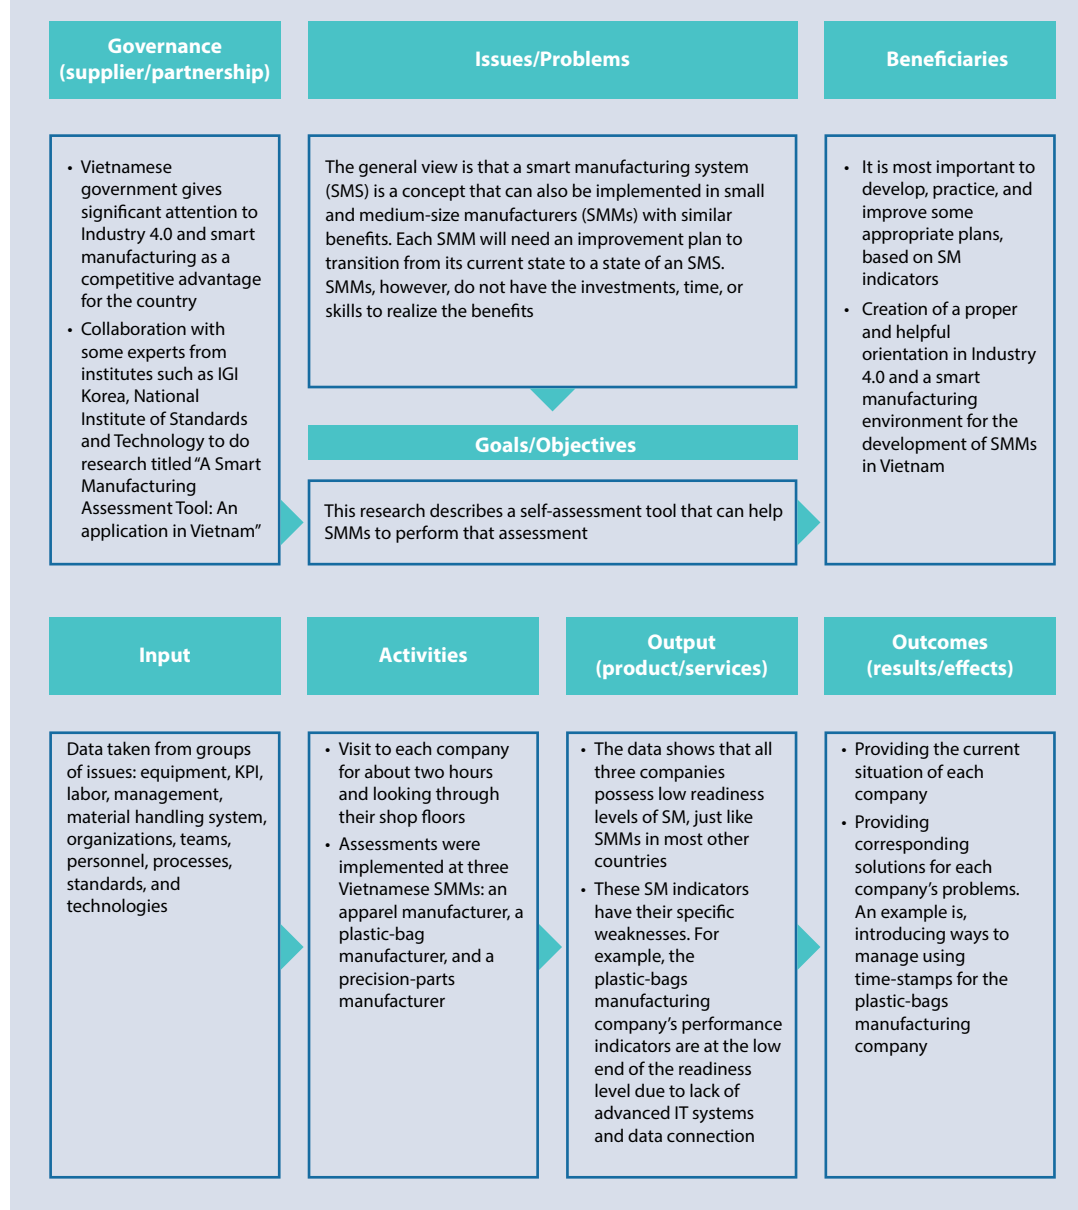 Governance
(supplier/partnership)
Issues/Problems
Beneficiaries
• Vietnamese
government gives
significant attention to
Industry 4.0 and smart
manufacturing as a
competitive advantage
for the country
• Collaboration with
some experts from
institutes such as IGI
Korea, National
Institute of Standards
and Technology to do
research titled “A Smart
Manufacturing
Assessment Tool: An
application in Vietnam”
The general view is that a smart manufacturing system
(SMS) is a concept that can also be implemented in small
and medium-size manufacturers (SMMs) with similar
benefits. Each SMM will need an improvement plan to
transition from its current state to a state of an SMS.
SMMs, however, do not have the investments, time, or
skills to realize the benefits
Goals/Objectives
This research describes a self-assessment tool that can help
SMMs to perform that assessment
• It is most important to
develop, practice, and
improve some
appropriate plans,
based on SM
indicators
• Creation of a proper
and helpful
orientation in Industry
4.0 and a smart
manufacturing
environment for the
development of SMMs
in Vietnam
Input
Activities
Output
(product/services)
Outcomes
(results/effects)
Data taken from groups
of issues: equipment, KPI,
labor, management,
material handling system,
organizations, teams,
personnel, processes,
standards, and
technologies
• Visit to each company
for about two hours
and looking through
their shop floors
• Assessments were
implemented at three
Vietnamese SMMs: an
apparel manufacturer, a
plastic-bag
manufacturer, and a
precision-parts
manufacturer
• The data shows that all
three companies
possess low readiness
levels of SM, just like
SMMs in most other
countries
• These SM indicators
have their specific
weaknesses. For
example, the
plastic-bags
manufacturing
company’s performance
indicators are at the low
end of the readiness
level due to lack of
advanced IT systems
and data connection
• Providing the current
situation of each
company
• Providing
corresponding
solutions for each
company’s problems.
An example is,
introducing ways to
manage using
time-stamps for the
plastic-bags
manufacturing
company